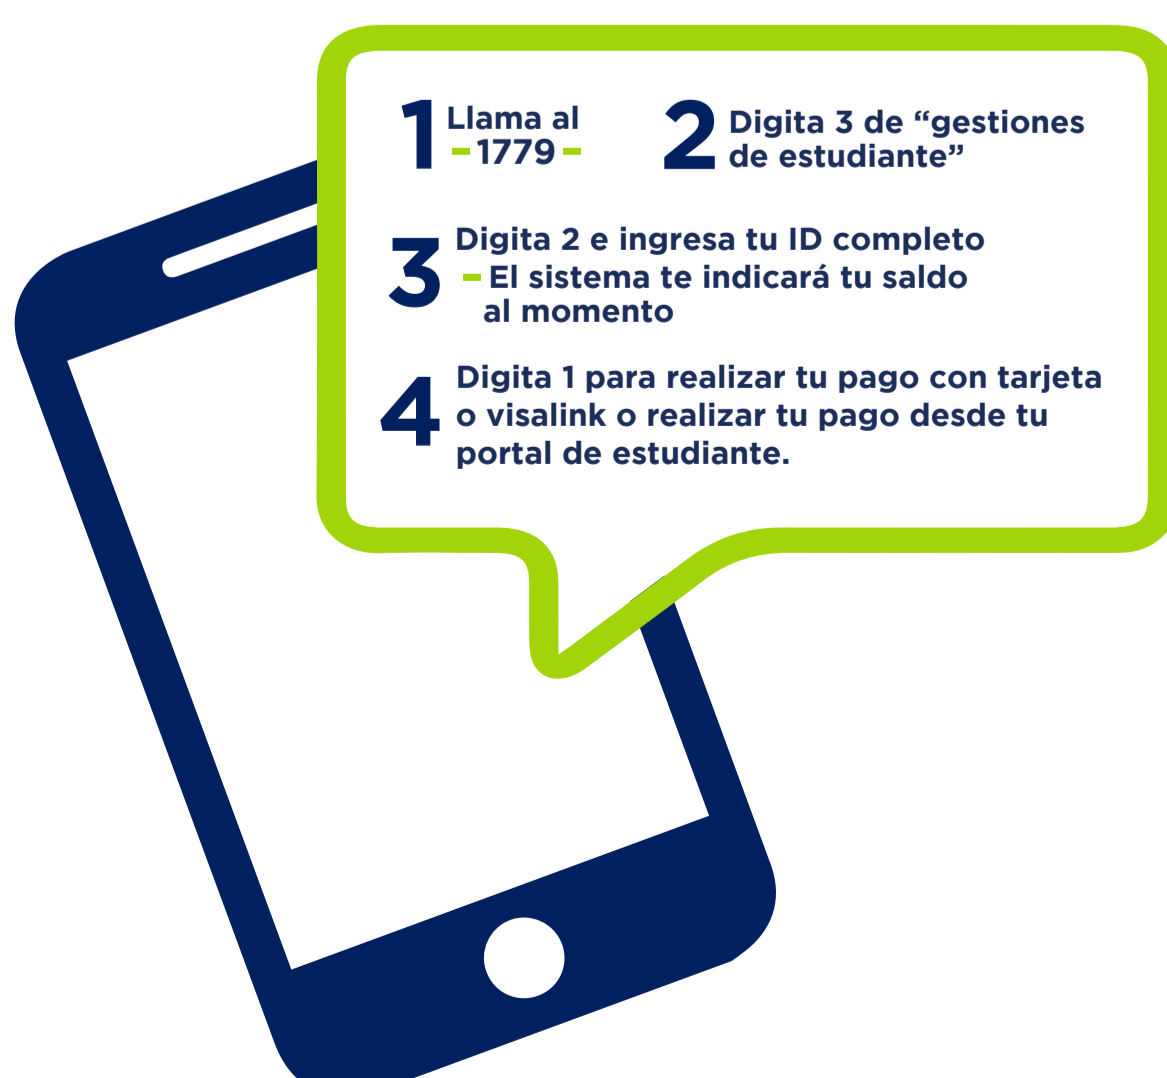 1 Llama al
1779
2 Digita 3 de “gestiones
de estudiante”
3 Digita 2 e ingresa tu ID completo
- El sistema te indicará tu saldo
al momento
4 Digita 1 para realizar tu pago con tarjeta
o visalink o realizar tu pago desde tu
portal de estudiante.